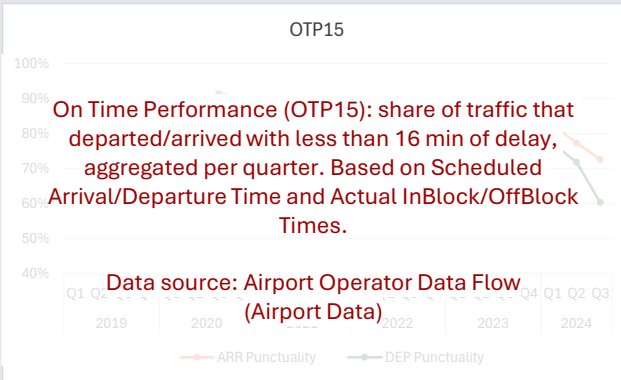 OTP15
100%
90%
80%
70%
60%
40%
On Time Performance (OTP15): share of traffic that
departed/arrived with less than 16 min of delay,
aggregated per quarter. Based on Scheduled
Arrival/Departure Time and Actual InBlock/OffBlock
Times.
Data source: Airport Operator Data Flow
(Airport Data)
Q1 Q2 Q4 Q1 Q2 Q3
2019 2020 2022 2023 2024
ARR Punctuality DEP Punctuality